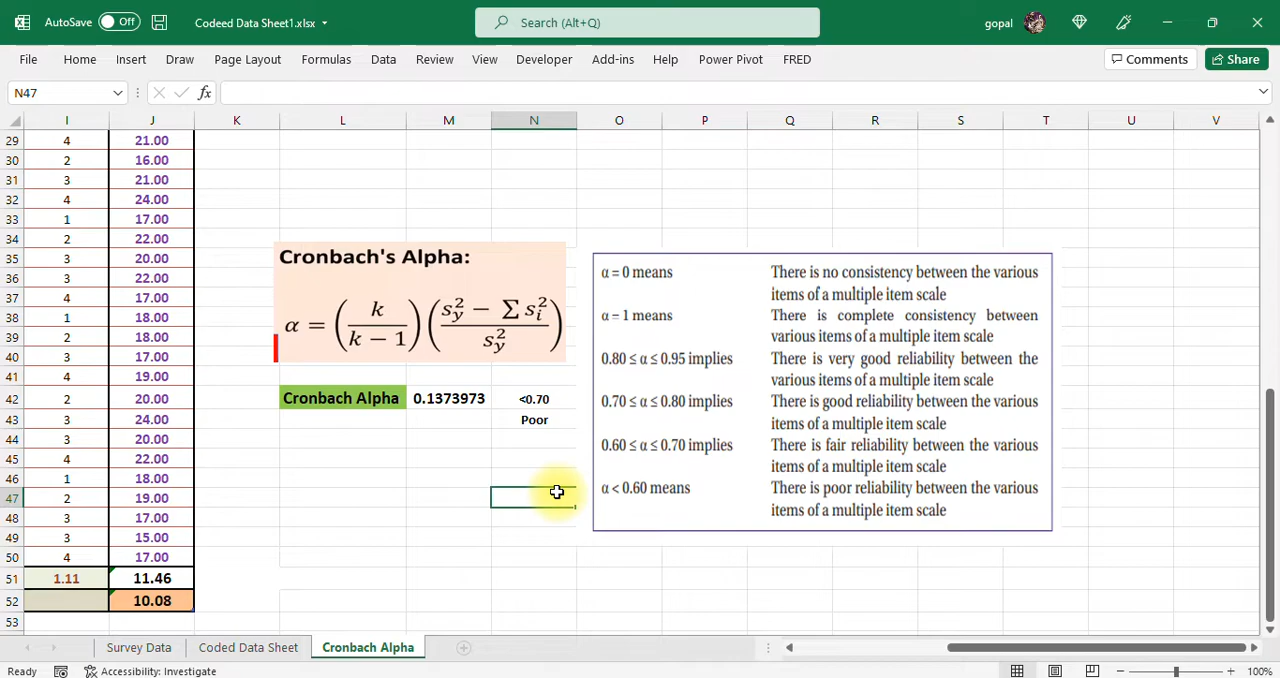 AutoSave Off Codeed Data Sheet1.xlsx Search (Alt+Q) gopal
File Home Insert Draw Page Layout Formulas Data Review View Developer Add-ins Help Power Pivot FRED Comments Share
N47 fx
I J K L M N O P Q R S T U V
29 4 21.00
30 2 16.00
31 3 21.00
32 4 24.00
33 1 17.00
34 2 22.00
35 3 20.00
36 3 22.00
37 4 17.00
38 1 18.00
39 2 18.00
40 3 17.00
41 4 19.00
42 2 20.00
43 3 24.00
44 3 20.00
45 4 22.00
46 1 18.00
47 2 19.00
48 3 17.00
49 3 15.00
50 4 17.00
51 1.11 11.46
52 10.08
53
Cronbach's Alpha:
α = (k / (k − 1)) ((s_y^2 − ∑ s_i^2) / s_y^2)
Cronbach Alpha 0.1373973 <0.70
Poor
α = 0 means There is no consistency between the various
items of a multiple item scale
α = 1 means There is complete consistency between
various items of a multiple item scale
0.80 ≤ α ≤ 0.95 implies There is very good reliability between the
various items of a multiple item scale
0.70 ≤ α ≤ 0.80 implies There is good reliability between the various
items of a multiple item scale
0.60 ≤ α ≤ 0.70 implies There is fair reliability between the various
items of a multiple item scale
α < 0.60 means There is poor reliability between the various
items of a multiple item scale
Survey Data Coded Data Sheet Cronbach Alpha
Ready Accessibility: Investigate 100%